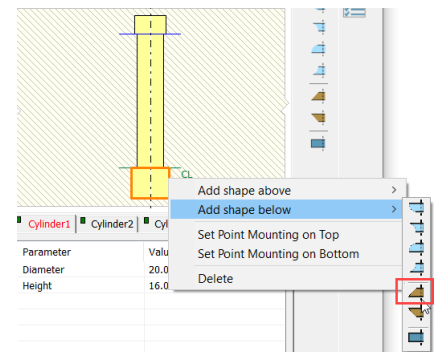 CL
Add shape above
Add shape below
Set Point Mounting on Top
Set Point Mounting on Bottom
Delete
Cylinder1 Cylinder2 Cyl
Parameter Valu
Diameter 20.0
Height 16.0